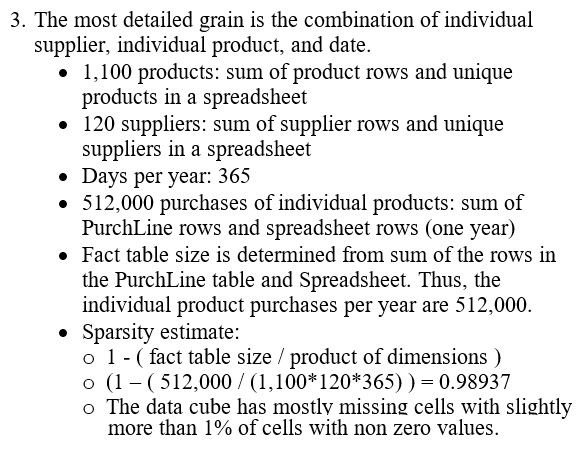 3. The most detailed grain is the combination of individual
supplier, individual product, and date.
• 1,100 products: sum of product rows and unique
products in a spreadsheet
• 120 suppliers: sum of supplier rows and unique
suppliers in a spreadsheet
• Days per year: 365
• 512,000 purchases of individual products: sum of
PurchLine rows and spreadsheet rows (one year)
• Fact table size is determined from sum of the rows in
the PurchLine table and Spreadsheet. Thus, the
individual product purchases per year are 512,000.
• Sparsity estimate:
o 1 - ( fact table size / product of dimensions )
o (1 – ( 512,000 / (1,100*120*365) ) = 0.98937
o The data cube has mostly missing cells with slightly
more than 1% of cells with non zero values.